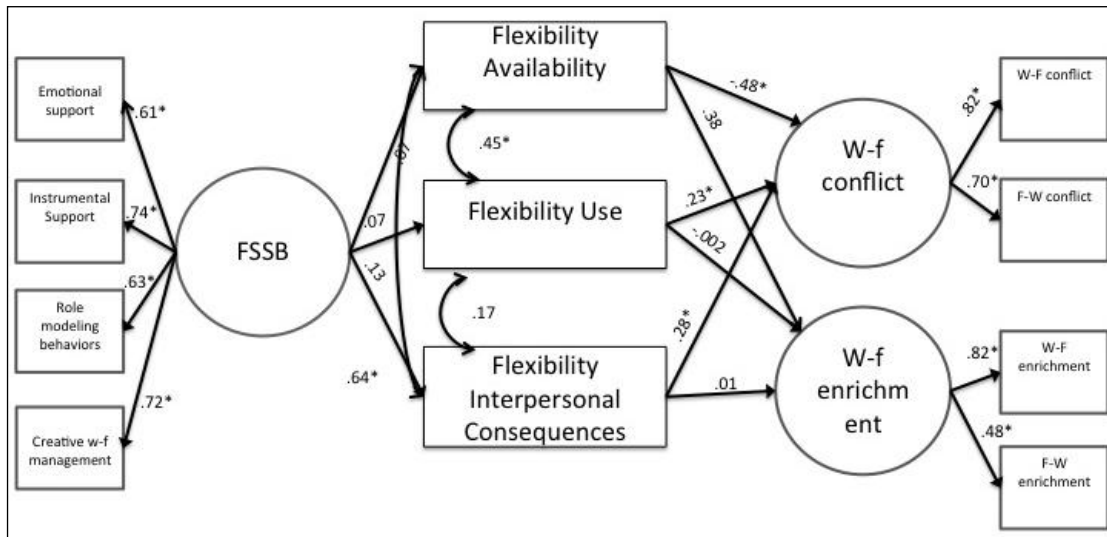 Emotional
support
Instrumental
Support
Role
modeling
behaviors
Creative w-f
management
.61*
.74*
.63*
.72*
FSSB
.07
.07
.13
.64*
Flexibility
Availability
.45*
Flexibility Use
.17
Flexibility
Interpersonal
Consequences
-.48*
.38
.23*
-.002
.28*
.01
W-f
conflict
W-f
enrichm
ent
.82*
.70*
.82*
.48*
W-F conflict
F-W conflict
W-F
enrichment
F-W
enrichment